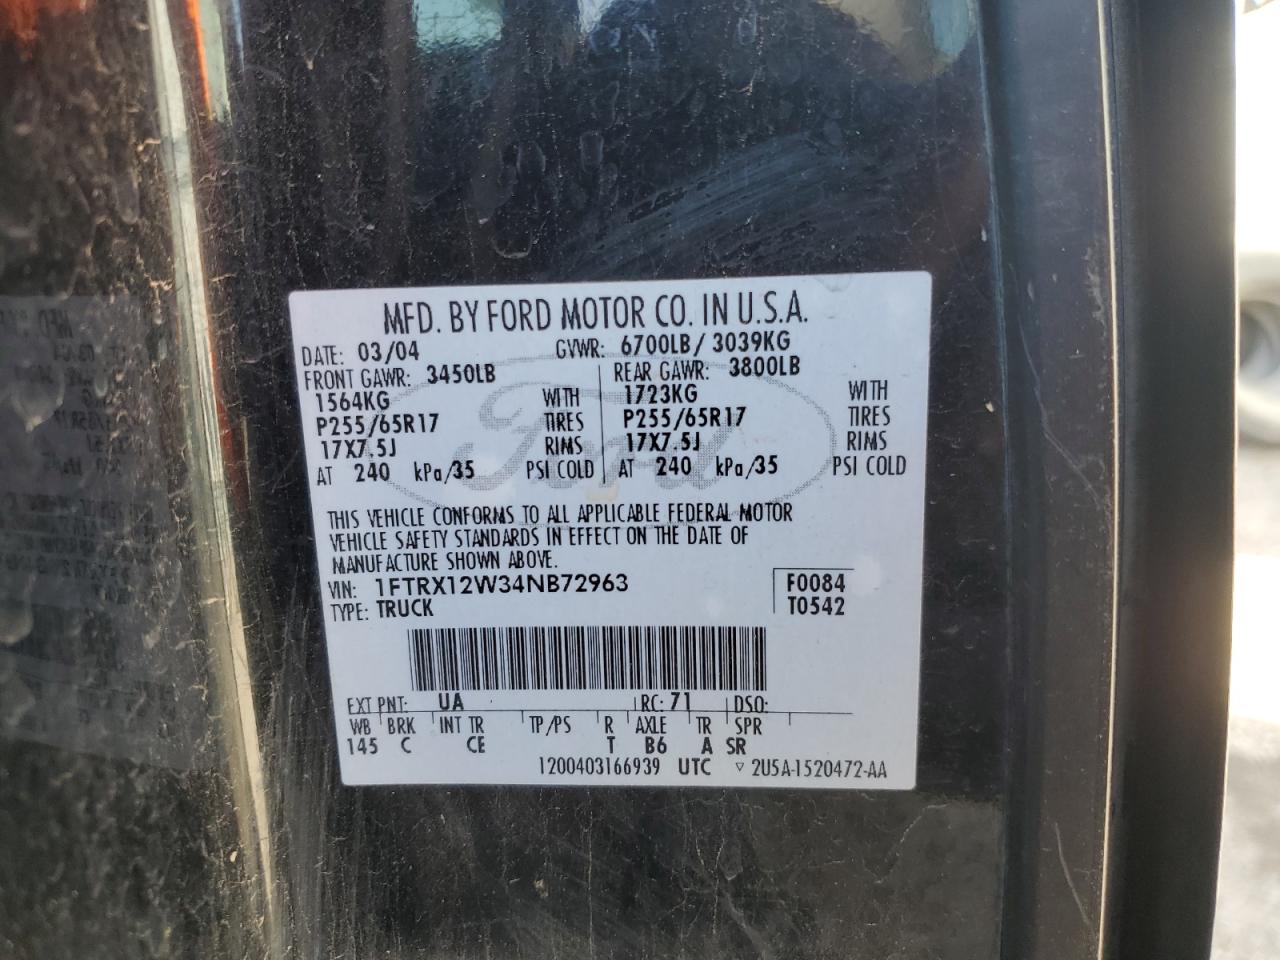 MFD. BY FORD MOTOR CO. IN U.S.A.
DATE: 03/04 GVWR: 6700LB/ 3039KG
FRONT GAWR: 3450LB REAR GAWR: 3800LB
1564KG WITH 1723KG WITH
P255/65R17 TIRES P255/65R17 TIRES
17X7.5J RIMS 17X7.5J RIMS
AT 240 kPa/35 PSI COLD AT 240 kPa/35 PSI COLD
Ford
THIS VEHICLE CONFORMS TO ALL APPLICABLE FEDERAL MOTOR
VEHICLE SAFETY STANDARDS IN EFFECT ON THE DATE OF
MANUFACTURE SHOWN ABOVE.
VIN: 1FTRX12W34NB72963 F0084
TYPE: TRUCK T0542
EXT PNT: UA RC: 71 DSO:
WB BRK INT TR TP/PS R AXLE TR SPR
145 C CE T B6 A SR
1200403166939 UTC ▽ 2U5A-1520472-AA